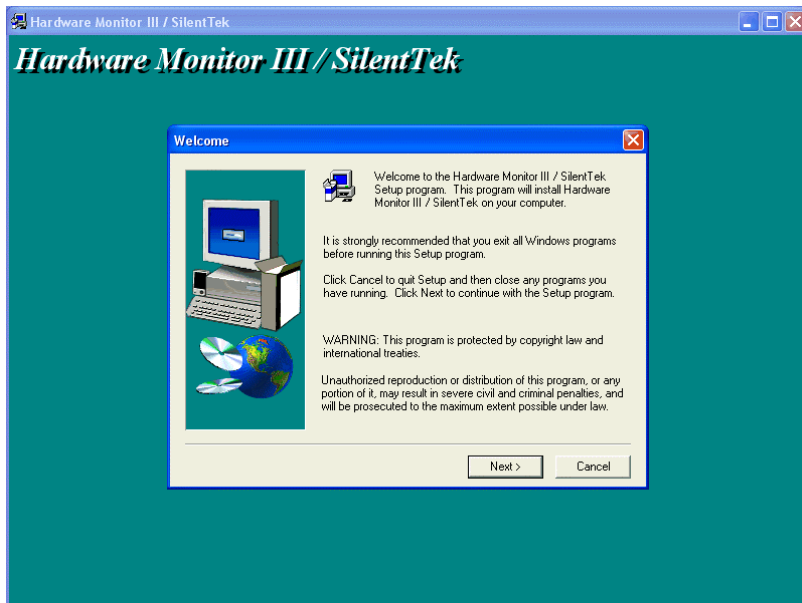 Hardware Monitor III / SilentTek
Hardware Monitor III / SilentTek
Welcome
Welcome to the Hardware Monitor III / SilentTek
Setup program. This program will install Hardware
Monitor III / SilentTek on your computer.
It is strongly recommended that you exit all Windows programs
before running this Setup program.
Click Cancel to quit Setup and then close any programs you
have running. Click Next to continue with the Setup program.
WARNING: This program is protected by copyright law and
international treaties.
Unauthorized reproduction or distribution of this program, or any
portion of it, may result in severe civil and criminal penalties, and
will be prosecuted to the maximum extent possible under law.
Next >
Cancel